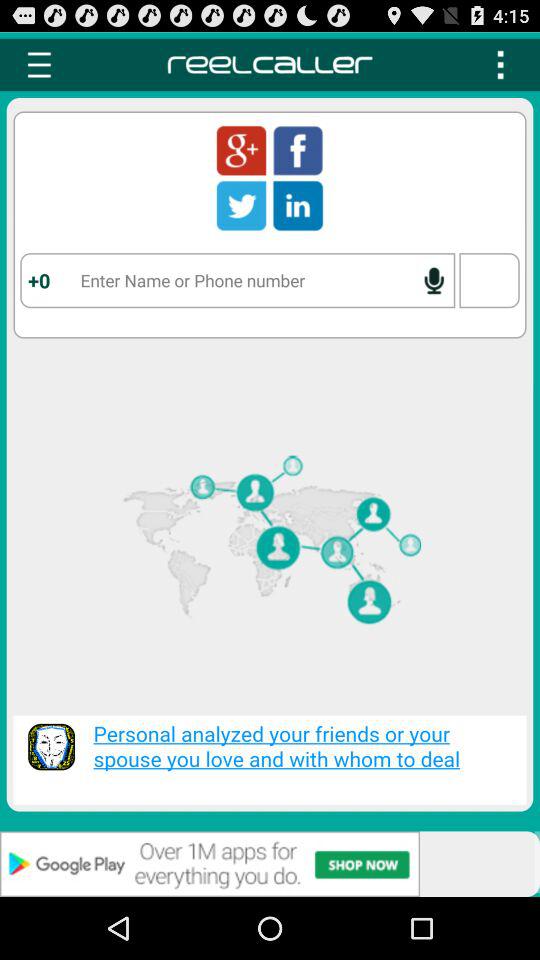 4:15
reelcaller
g+ f
in
+0 Enter Name or Phone number
Personal analyzed your friends or your
spouse you love and with whom to deal
Google Play Over 1M apps for everything you do. SHOP NOW